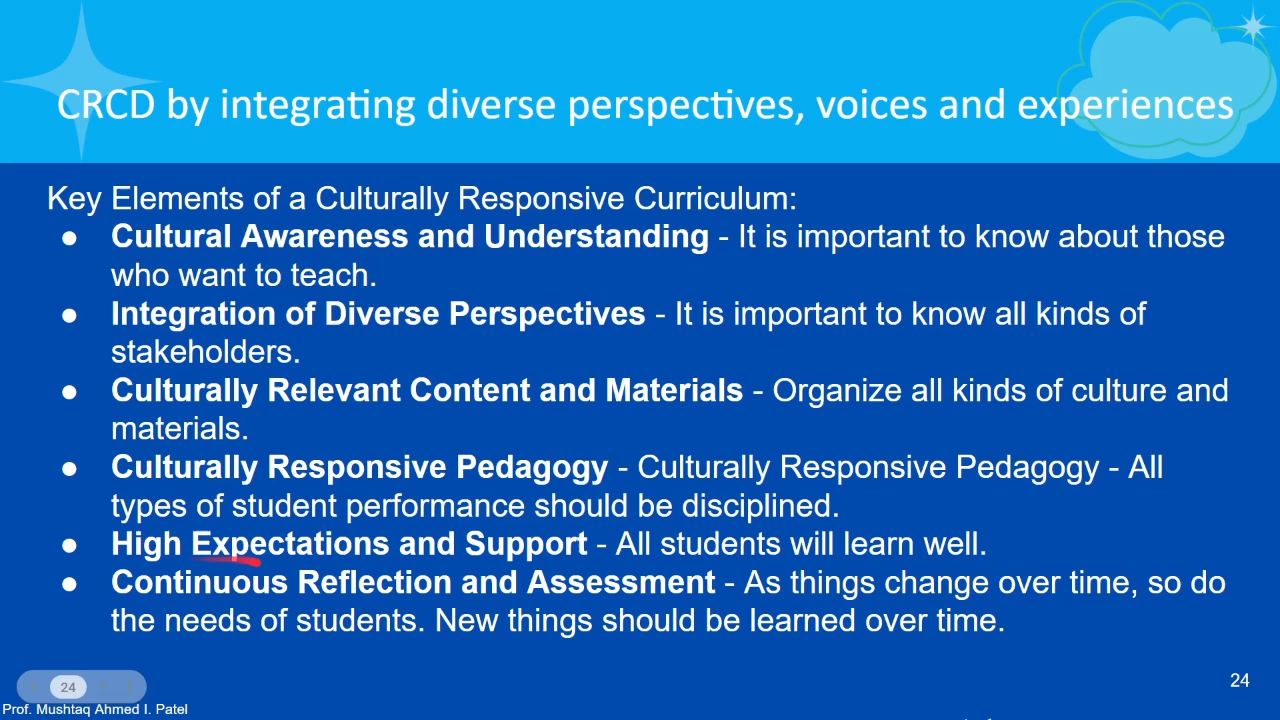 CRCD by integrating diverse perspectives, voices and experiences
Key Elements of a Culturally Responsive Curriculum:
● Cultural Awareness and Understanding - It is important to know about those
who want to teach.
● Integration of Diverse Perspectives - It is important to know all kinds of
stakeholders.
● Culturally Relevant Content and Materials - Organize all kinds of culture and
materials.
● Culturally Responsive Pedagogy - Culturally Responsive Pedagogy - All
types of student performance should be disciplined.
● High Expectations and Support - All students will learn well.
● Continuous Reflection and Assessment - As things change over time, so do
the needs of students. New things should be learned over time.
24
24
Prof. Mushtaq Ahmed I. Patel